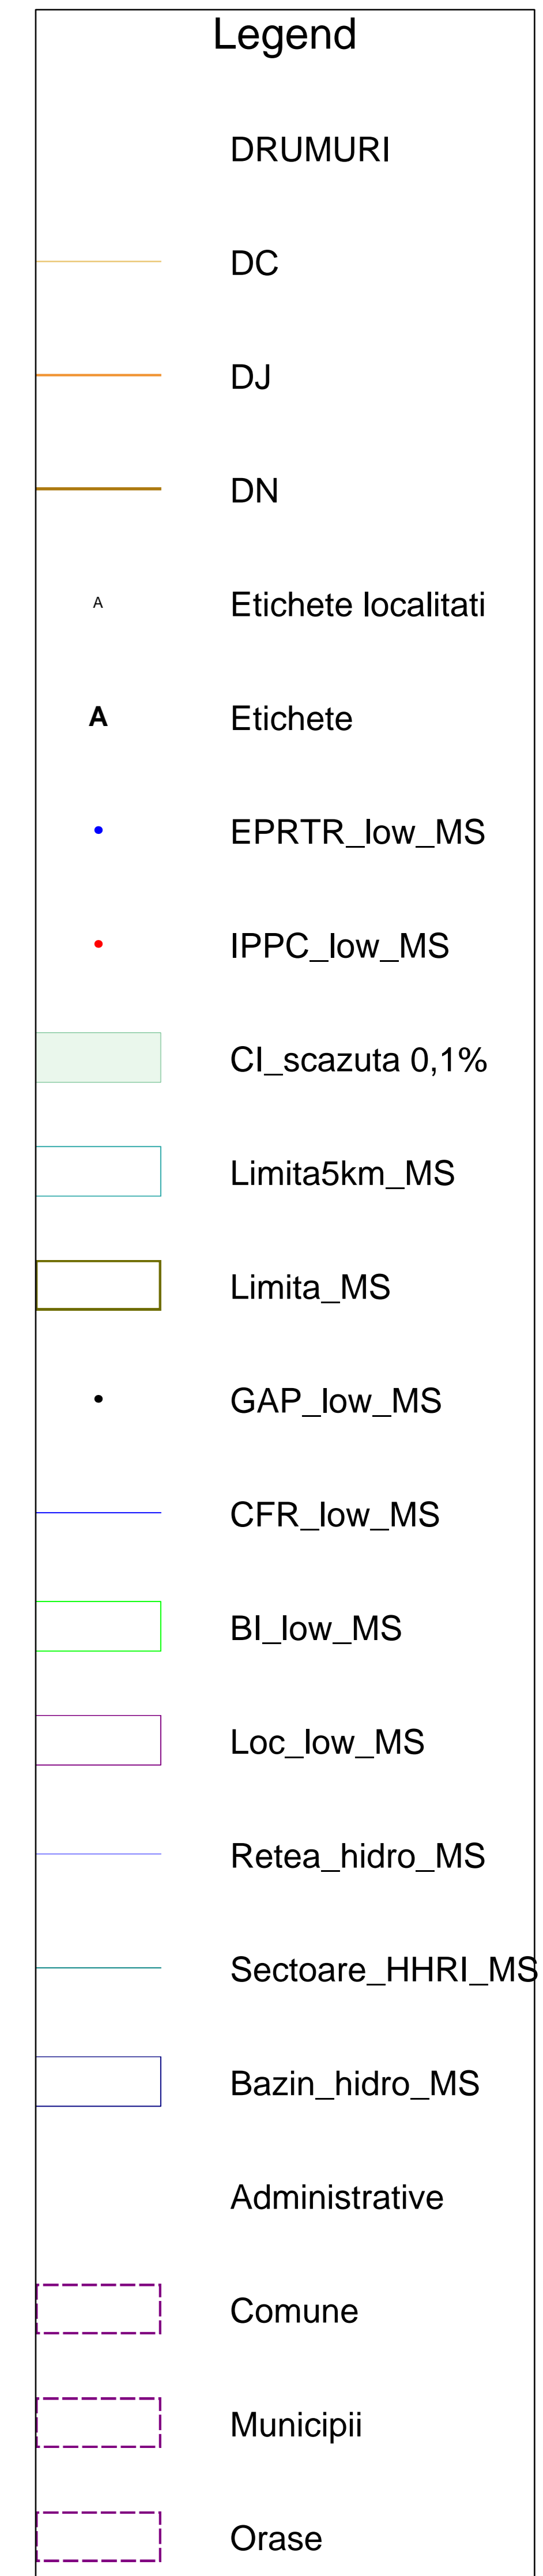 Legend
DRUMURI
DC
DJ
DN
A Etichete localitati
A Etichete
EPRTR_low_MS
IPPC_low_MS
CI_scazuta 0,1%
Limita5km_MS
Limita_MS
GAP_low_MS
CFR_low_MS
BI_low_MS
Loc_low_MS
Retea_hidro_MS
Sectoare_HHRI_MS
Bazin_hidro_MS
Administrative
Comune
Municipii
Orase